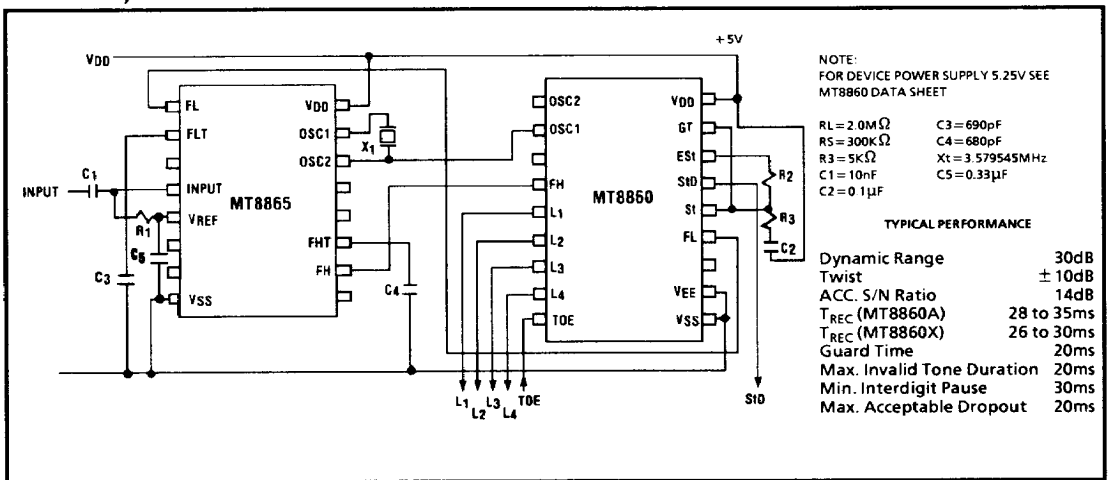 +5V
VDD
NOTE:
FOR DEVICE POWER SUPPLY 5.25V SEE
MT8860 DATA SHEET
RL=2.0MΩ C3=690pF
RS=300KΩ C4=680pF
R3=5KΩ Xt=3.579545MHz
C1=10nF C5=0.33µF
C2=0.1µF
TYPICAL PERFORMANCE
Dynamic Range 30dB
Twist ±10dB
ACC. S/N Ratio 14dB
TREC (MT8860A) 28 to 35ms
TREC (MT8860X) 26 to 30ms
Guard Time 20ms
Max. Invalid Tone Duration 20ms
Min. Interdigit Pause 30ms
Max. Acceptable Dropout 20ms
MT8865
FL
FLT
INPUT
VREF
VSS
VDD
OSC1
OSC2
FHT
FH
INPUT
C1
R1
C5
C3
X1
C4
MT8860
OSC2
OSC1
FH
L1
L2
L3
L4
TOE
VDD
GT
ESt
StD
St
FL
VEE
VSS
R2
R3
C2
L1
L2
L3
L4
TOE
StD